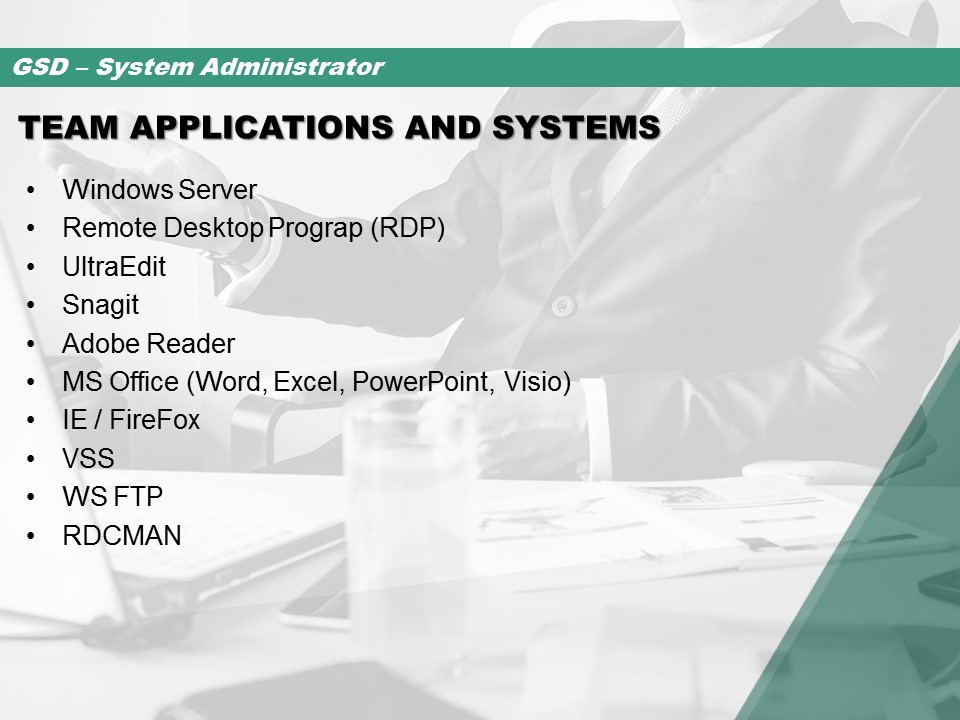 GSD – System Administrator
TEAM APPLICATIONS AND SYSTEMS
• Windows Server
• Remote Desktop Prograp (RDP)
• UltraEdit
• Snagit
• Adobe Reader
• MS Office (Word, Excel, PowerPoint, Visio)
• IE / FireFox
• VSS
• WS FTP
• RDCMAN